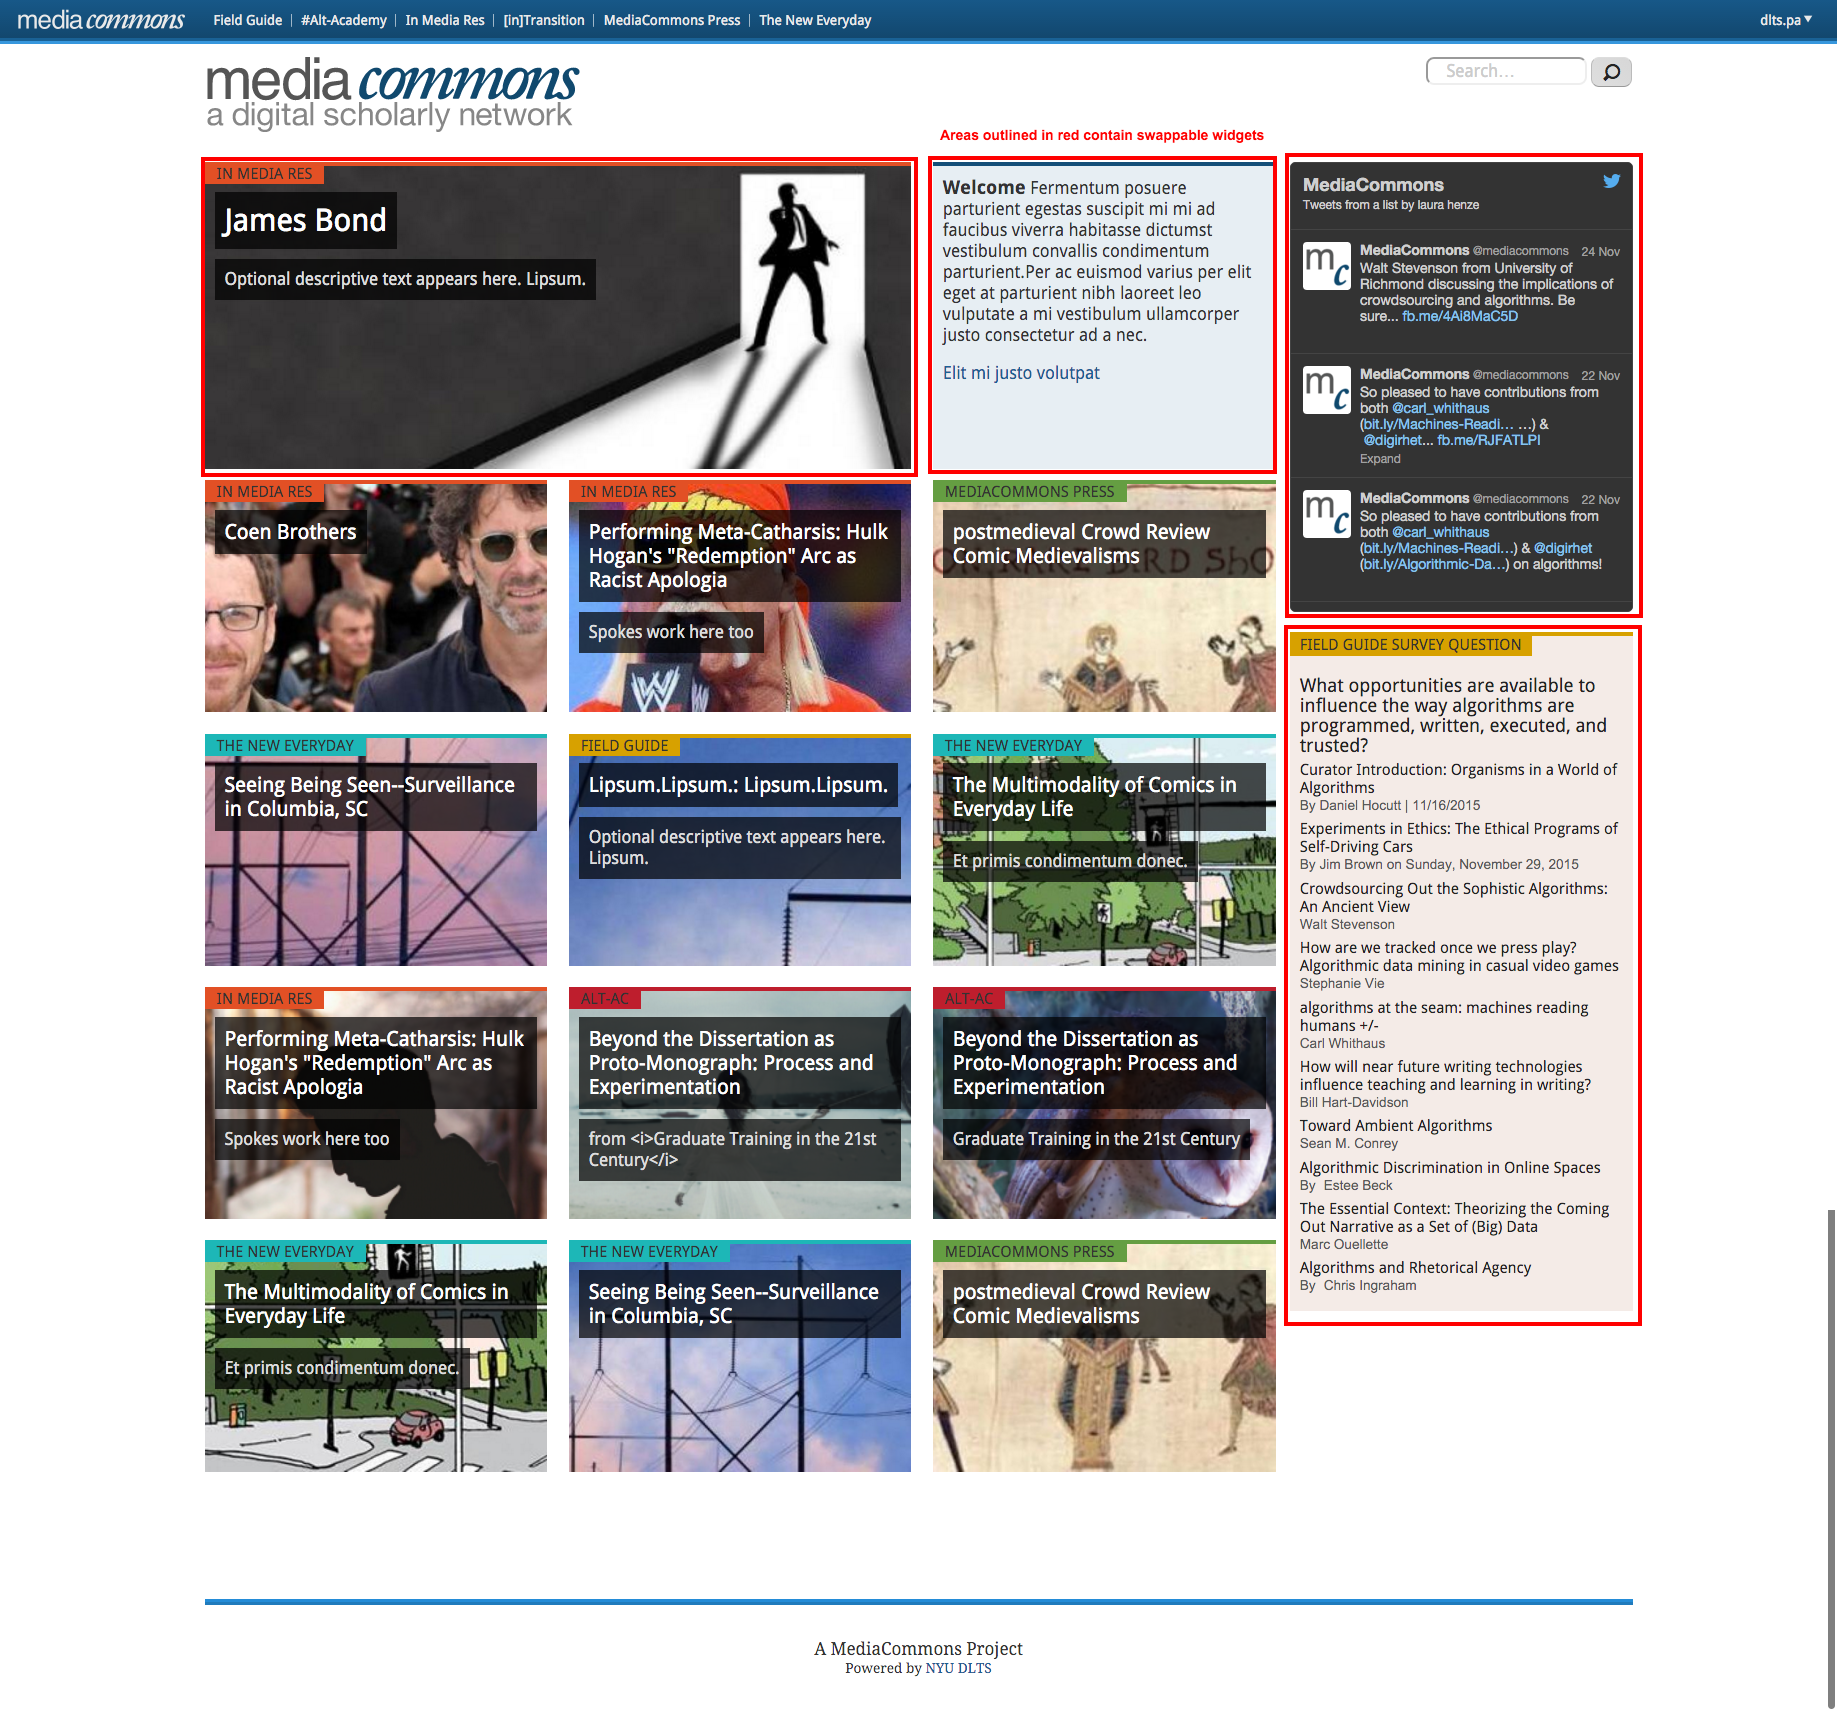 media commons
Field Guide | #Alt-Academy | In Media Res | [in]Transition | MediaCommons Press | The New Everyday
dlts.pa ▼
media commons
a digital scholarly network
Search...
Areas outlined in red contain swappable widgets
IN MEDIA RES
James Bond
Optional descriptive text appears here. Lipsum.
Welcome Fermentum posuere
parturient egestas suscipit mi mi ad
faucibus viverra habitasse dictumst
vestibulum convallis condimentum
parturient.Per ac euismod varius per elit
eget at parturient nibh laoreet leo
vulputate a mi vestibulum ullamcorper
justo consectetur ad a nec.
Elit mi justo volutpat
MediaCommons
Tweets from a list by laura henze
mc
MediaCommons @mediacommons 24 Nov
Walt Stevenson from University of
Richmond discussing the implications of
crowdsourcing and algorithms. Be
sure... fb.me/4Ai8MaC5D
mc
MediaCommons @mediacommons 22 Nov
So pleased to have contributions from
both @carl_whithaus
(bit.ly/Machines-Readi... ...) &
@digirhet... fb.me/RJFATLPI
Expand
mc
MediaCommons @mediacommons 22 Nov
So pleased to have contributions from
both @carl_whithaus
(bit.ly/Machines-Readi...) & @digirhet
(bit.ly/Algorithmic-Da...) on algorithms!
IN MEDIA RES
Coen Brothers
IN MEDIA RES
Performing Meta-Catharsis: Hulk
Hogan's "Redemption" Arc as
Racist Apologia
Spokes work here too
W
MEDIACOMMONS PRESS
postmedieval Crowd Review
Comic Medievalisms
THE NEW EVERYDAY
Seeing Being Seen--Surveillance
in Columbia, SC
FIELD GUIDE
Lipsum.Lipsum.: Lipsum.Lipsum.
Optional descriptive text appears here.
Lipsum.
THE NEW EVERYDAY
The Multimodality of Comics in
Everyday Life
Et primis condimentum donec.
IN MEDIA RES
Performing Meta-Catharsis: Hulk
Hogan's "Redemption" Arc as
Racist Apologia
Spokes work here too
ALT-AC
Beyond the Dissertation as
Proto-Monograph: Process and
Experimentation
from <i>Graduate Training in the 21st
Century</i>
ALT-AC
Beyond the Dissertation as
Proto-Monograph: Process and
Experimentation
Graduate Training in the 21st Century
THE NEW EVERYDAY
The Multimodality of Comics in
Everyday Life
Et primis condimentum donec.
THE NEW EVERYDAY
Seeing Being Seen--Surveillance
in Columbia, SC
MEDIACOMMONS PRESS
postmedieval Crowd Review
Comic Medievalisms
FIELD GUIDE SURVEY QUESTION
What opportunities are available to
influence the way algorithms are
programmed, written, executed, and
trusted?
Curator Introduction: Organisms in a World of
Algorithms
By Daniel Hocutt | 11/16/2015
Experiments in Ethics: The Ethical Programs of
Self-Driving Cars
By Jim Brown on Sunday, November 29, 2015
Crowdsourcing Out the Sophistic Algorithms:
An Ancient View
Walt Stevenson
How are we tracked once we press play?
Algorithmic data mining in casual video games
Stephanie Vie
algorithms at the seam: machines reading
humans +/-
Carl Whithaus
How will near future writing technologies
influence teaching and learning in writing?
Bill Hart-Davidson
Toward Ambient Algorithms
Sean M. Conrey
Algorithmic Discrimination in Online Spaces
By Estee Beck
The Essential Context: Theorizing the Coming
Out Narrative as a Set of (Big) Data
Marc Ouellette
Algorithms and Rhetorical Agency
By Chris Ingraham
A MediaCommons Project
Powered by NYU DLTS